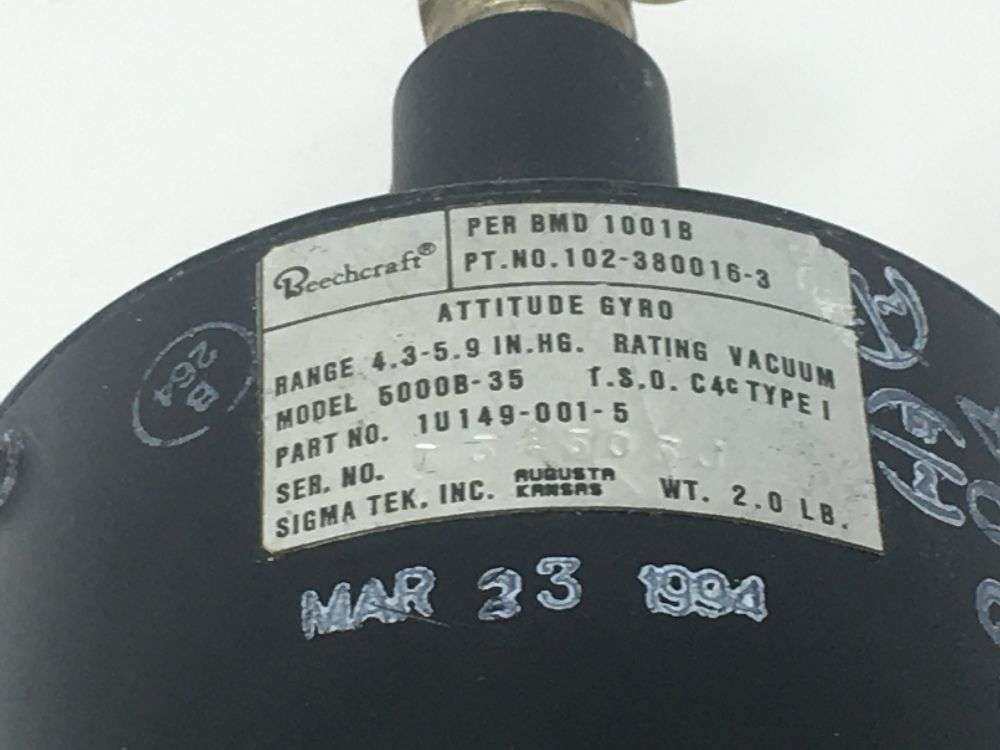 PER BMD 1001B
Beechcraft® PT.NO. 102-380016-3
ATTITUDE GYRO
RANGE 4.3-5.9 IN.HG. RATING VACUUM
MODEL 5000B-35 T.S.O. C4c TYPE I
PART NO. 1U149-001-5
SER. NO.
SIGMA TEK, INC. AUGUSTA KANSAS WT. 2.0 LB.
MAR 23 1994
B
264